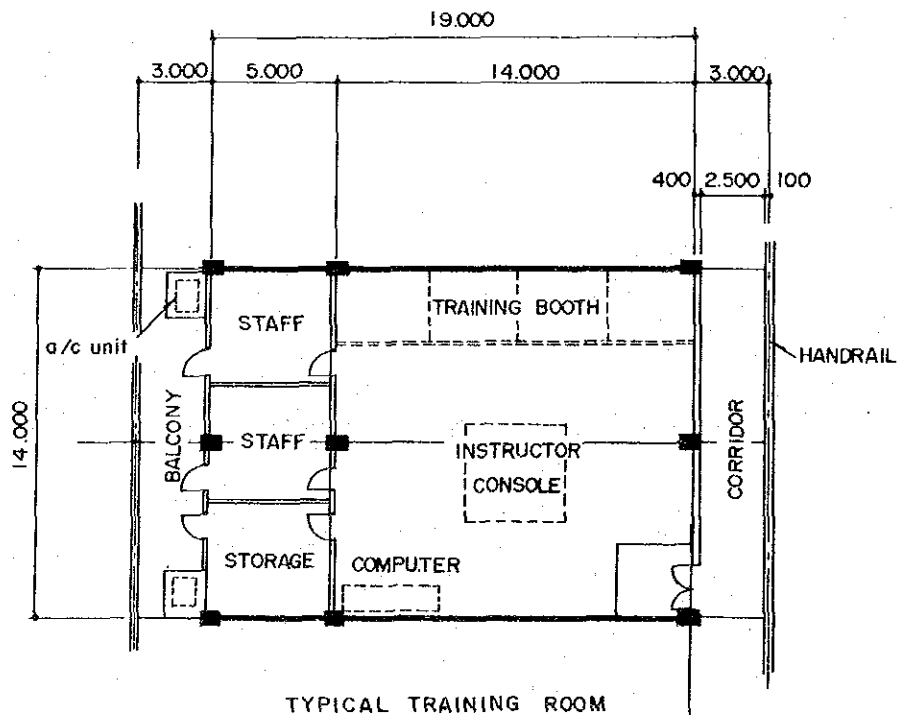 19.000
3.000 5.000 14.000 3.000
400 2.500 100
TRAINING BOOTH
STAFF
a/c unit
HANDRAIL
14.000
BALCONY
STAFF
INSTRUCTOR
CONSOLE
CORRIDOR
STORAGE
COMPUTER
TYPICAL TRAINING ROOM